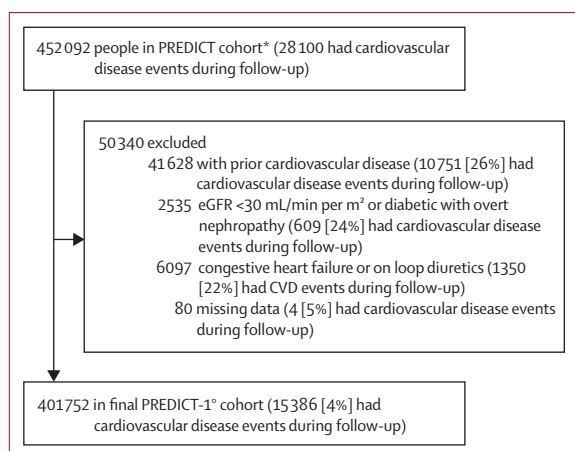 452 092 people in PREDICT cohort* (28 100 had cardiovascular
disease events during follow-up)
50 340 excluded
41 628 with prior cardiovascular disease (10 751 [26%] had
cardiovascular disease events during follow-up)
2535 eGFR <30 mL/min per m² or diabetic with overt
nephropathy (609 [24%] had cardiovascular disease
events during follow-up)
6097 congestive heart failure or on loop diuretics (1350
[22%] had CVD events during follow-up)
80 missing data (4 [5%] had cardiovascular disease events
during follow-up)
401 752 in final PREDICT-1° cohort (15 386 [4%] had
cardiovascular disease events during follow-up)